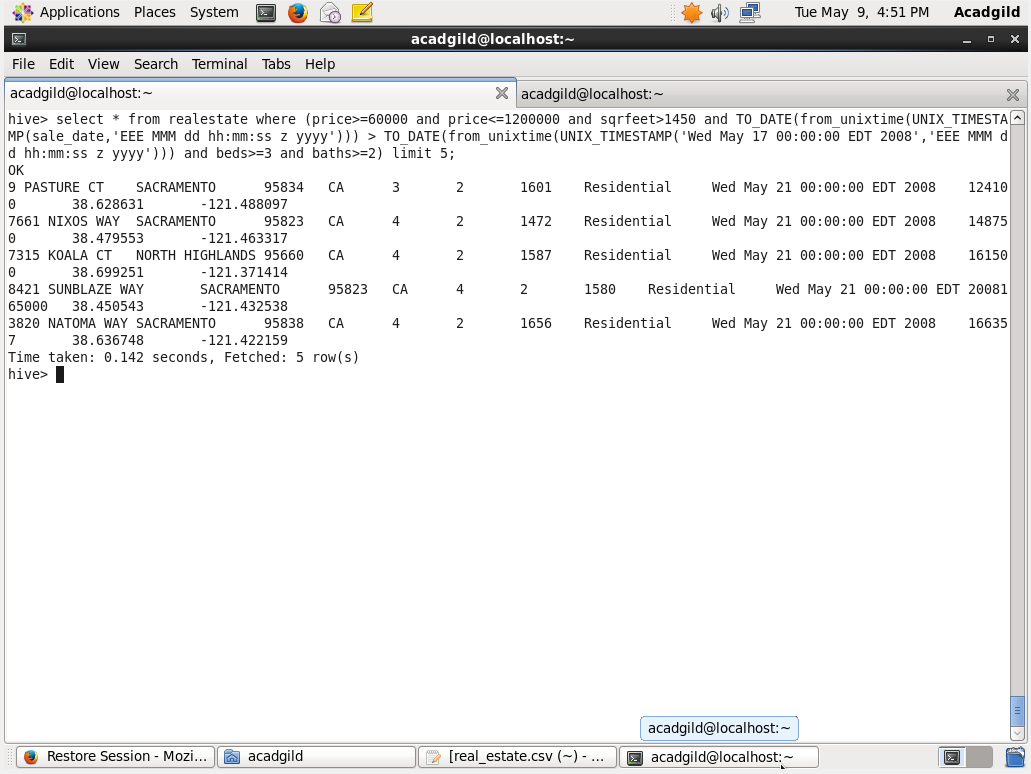 Applications Places System Tue May 9, 4:51 PM Acadgild
acadgild@localhost:~
File Edit View Search Terminal Tabs Help
acadgild@localhost:~ acadgild@localhost:~
hive> select * from realestate where (price>=60000 and price<=1200000 and sqrfeet>1450 and TO_DATE(from_unixtime(UNIX_TIMESTA
MP(sale_date,'EEE MMM dd hh:mm:ss z yyyy'))) > TO_DATE(from_unixtime(UNIX_TIMESTAMP('Wed May 17 00:00:00 EDT 2008','EEE MMM d
d hh:mm:ss z yyyy'))) and beds>=3 and baths>=2) limit 5;
OK
9 PASTURE CT SACRAMENTO 95834 CA 3 2 1601 Residential Wed May 21 00:00:00 EDT 2008 12410
0 38.628631 -121.488097
7661 NIXOS WAY SACRAMENTO 95823 CA 4 2 1472 Residential Wed May 21 00:00:00 EDT 2008 14875
0 38.479553 -121.463317
7315 KOALA CT NORTH HIGHLANDS 95660 CA 4 2 1587 Residential Wed May 21 00:00:00 EDT 2008 16150
0 38.699251 -121.371414
8421 SUNBLAZE WAY SACRAMENTO 95823 CA 4 2 1580 Residential Wed May 21 00:00:00 EDT 20081
65000 38.450543 -121.432538
3820 NATOMA WAY SACRAMENTO 95838 CA 4 2 1656 Residential Wed May 21 00:00:00 EDT 2008 16635
7 38.636748 -121.422159
Time taken: 0.142 seconds, Fetched: 5 row(s)
hive>
acadgild@localhost:~
Restore Session - Mozi... acadgild [real_estate.csv (~) - ... acadgild@localhost:~